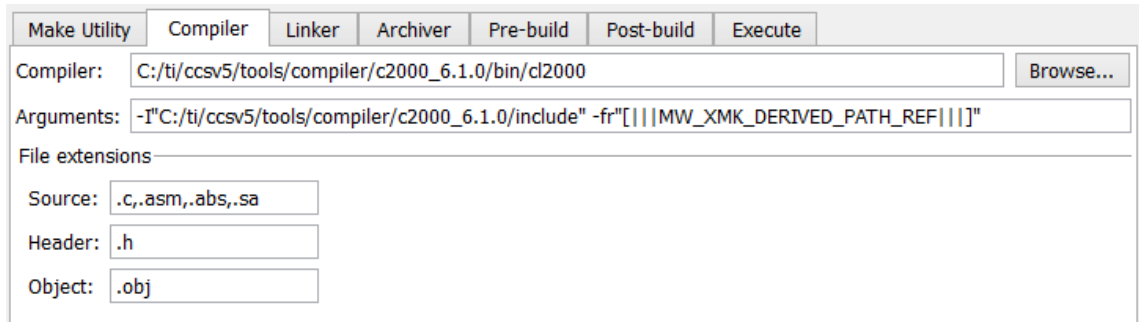 Make Utility Compiler Linker Archiver Pre-build Post-build Execute
Compiler: C:/ti/ccsv5/tools/compiler/c2000_6.1.0/bin/cl2000 Browse...
Arguments: -I"C:/ti/ccsv5/tools/compiler/c2000_6.1.0/include" -fr"[|||MW_XMK_DERIVED_PATH_REF|||]"
File extensions
Source: .c,.asm,.abs,.sa
Header: .h
Object: .obj